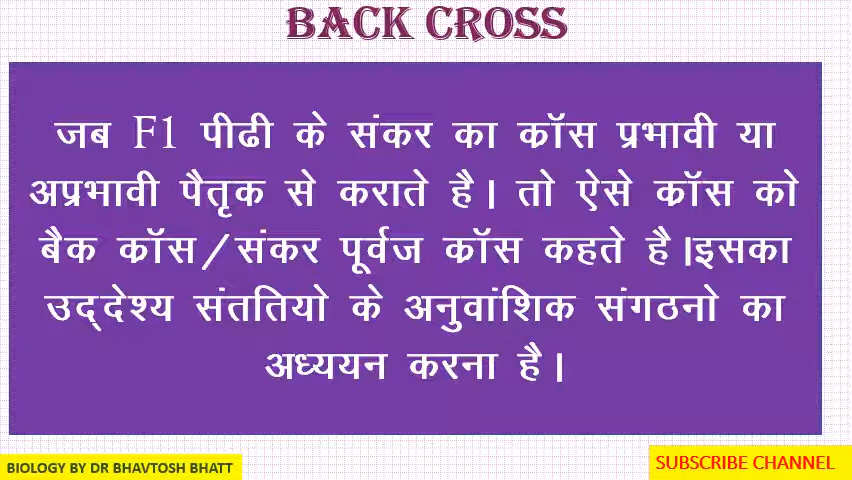 BACK CROSS
जब F1 पीढी के संकर का क्रॉस प्रभावी या
अप्रभावी पैतृक से कराते है। तो ऐसे क्रॉस को
बैक क्रॉस/संकर पूर्वज क्रॉस कहते है।इसका
उद्देश्य संततियो के अनुवांशिक संगठनो का
अध्ययन करना है।
BIOLOGY BY DR BHAVTOSH BHATT
SUBSCRIBE CHANNEL